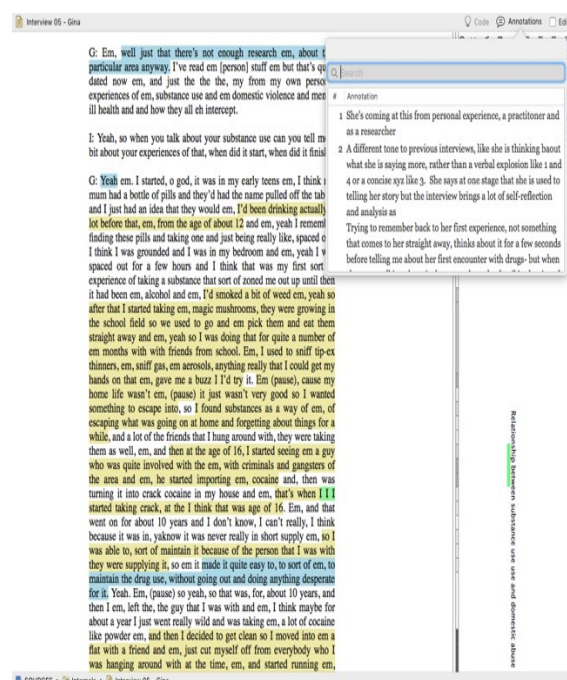 Interview 05 - Gina
Code Annotations Edi
G: Em, well just that there's not enough research em, about t
particular area anyway. I've read em [person] stuff em but that's qu
dated now em, and just the the the, my from my own perso
experiences of em, substance use and em domestic violence and men
ill health and and how they all eh intercept.
I: Yeah, so when you talk about your substance use can you tell m
bit about your experiences of that, when did it start, when did it finis
G: Yeah em. I started, o god, it was in my early teens em, I think
mum had a bottle of pills and they'd had the name pulled off the tab
and I just had an idea that they would em, I'd been drinking actually
lot before that, em, from the age of about 12 and em, yeah I rememb
finding these pills and taking one and just being really like, spaced o
I think I was grounded and I was in my bedroom and em, yeah I w
spaced out for a few hours and I think that was my first sort
experience of taking a substance that sort of zoned me out up until then
it had been em, alcohol and em, I'd smoked a bit of weed em, yeah so
after that I started taking em, magic mushrooms, they were growing in
the school field so we used to go and em pick them and eat them
straight away and em, yeah so I was doing that for quite a number of
em months with with friends from school. Em, I used to sniff tip-ex
thinners, em, sniff gas, em aerosols, anything really that I could get my
hands on that em, gave me a buzz I I'd try it. Em (pause), cause my
home life wasn't em, (pause) it just wasn't very good so I wanted
something to escape into, so I found substances as a way of em, of
escaping what was going on at home and forgetting about things for a
while, and a lot of the friends that I hung around with, they were taking
them as well em, and then at the age of 16, I started seeing em a guy
who was quite involved with the em, with criminals and gangsters of
the area and em, he started importing em, cocaine and, then was
turning it into crack cocaine in my house and em, that's when I I I
started taking crack, at the I think that was age of 16. Em, and that
went on for about 10 years and I don't know, I can't really, I think
because it was in, yaknow it was never really in short supply em, so I
was able to, sort of maintain it because of the person that I was with
they were supplying it, so em it made it quite easy to, to sort of em, to
maintain the drug use, without going out and doing anything desperate
for it. Yeah. Em, (pause) so yeah, so that was, for, about 10 years, and
then I em, left the, the guy that I was with and em, I think maybe for
about a year I just went really wild and was taking em, a lot of cocaine
like powder em, and then I decided to get clean so I moved into em a
flat with a friend and em, just cut myself off from everybody who I
was hanging around with at the time, em, and started running em,
Search
# Annotation
1 She's coming at this from personal experience, a practitioner and
as a researcher
2 A different tone to previous interviews, like she is thinking baout
what she is saying more, rather than a verbal explosion like 1 and
4 or a concise xyz like 3. She says at one stage that she is used to
telling her story but the interview brings a lot of self-reflection
and analysis as
Trying to remember back to her first experience, not something
that comes to her straight away, thinks about it for a few seconds
before telling me about her first encounter with drugs- but when
Relationship between substance use use and domestic abuse
SOURCES Internals Interview 05 - Gina